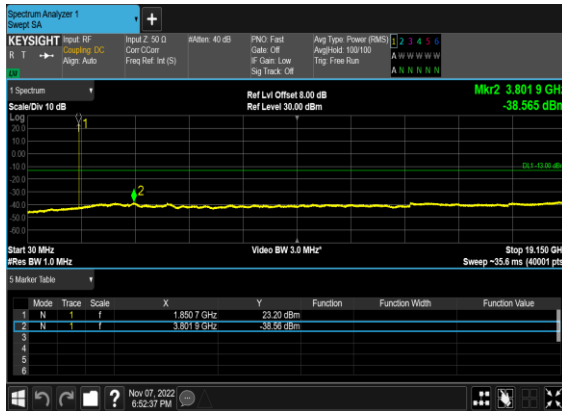 Spectrum Analyzer 1
Swept SA
KEYSIGHT Input: RF Input Z: 50 Ω #Atten: 40 dB PNO: Fast Avg Type: Power (RMS) 1 2 3 4 5 6
R T Coupling: DC Corr CCorr Gate: Off Avg|Hold: 100/100 A W W W W W
Align: Auto Freq Ref: Int (S) IF Gain: Low Trig: Free Run
LXI Sig Track: Off A N N N N N
1 Spectrum Ref Lvl Offset 8.00 dB Mkr2 3.801 9 GHz
Scale/Div 10 dB Ref Level 30.00 dBm -38.565 dBm
Log
1
20.0
10.0
0.00
-10.0
DL1 -13.00 dBm
-20.0
-30.0
2
-40.0
-50.0
-60.0
Start 30 MHz Video BW 3.0 MHz* Stop 19.150 GHz
#Res BW 1.0 MHz Sweep ~35.6 ms (40001 pts)
5 Marker Table
Mode Trace Scale X Y Function Function Width Function Value
1 N 1 f 1.850 7 GHz 23.20 dBm
2 N 1 f 3.801 9 GHz -38.56 dBm
3
4
5
6
? Nov 07, 2022
6:52:37 PM